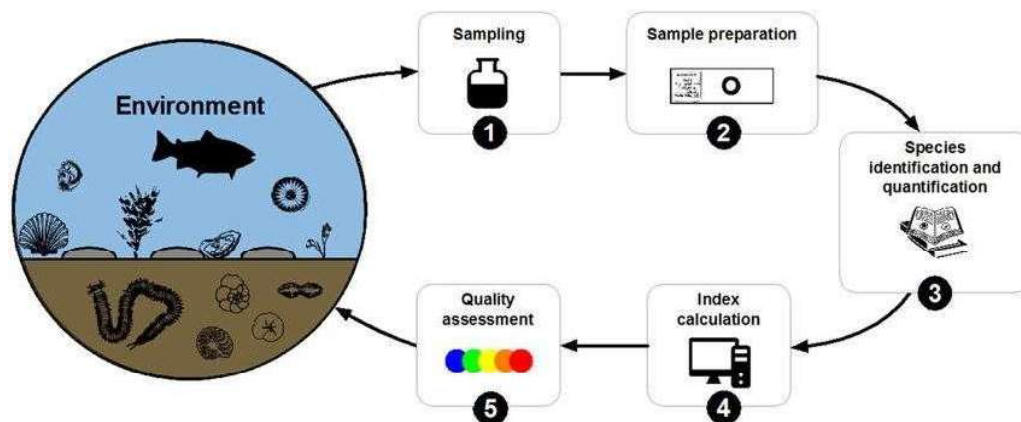 Environment
Sampling
1
Sample preparation
2
Species
identification and
quantification
3
Index
calculation
4
Quality
assessment
5